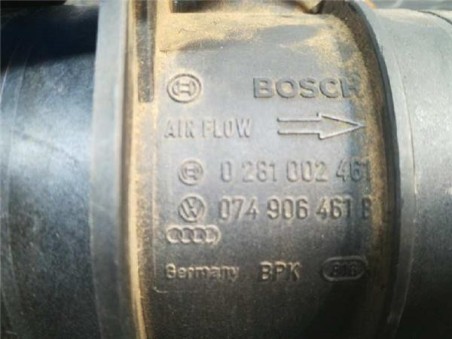 BOSCH
AIR FLOW
0 281 002 461
074 906 461 B
Germany BPK